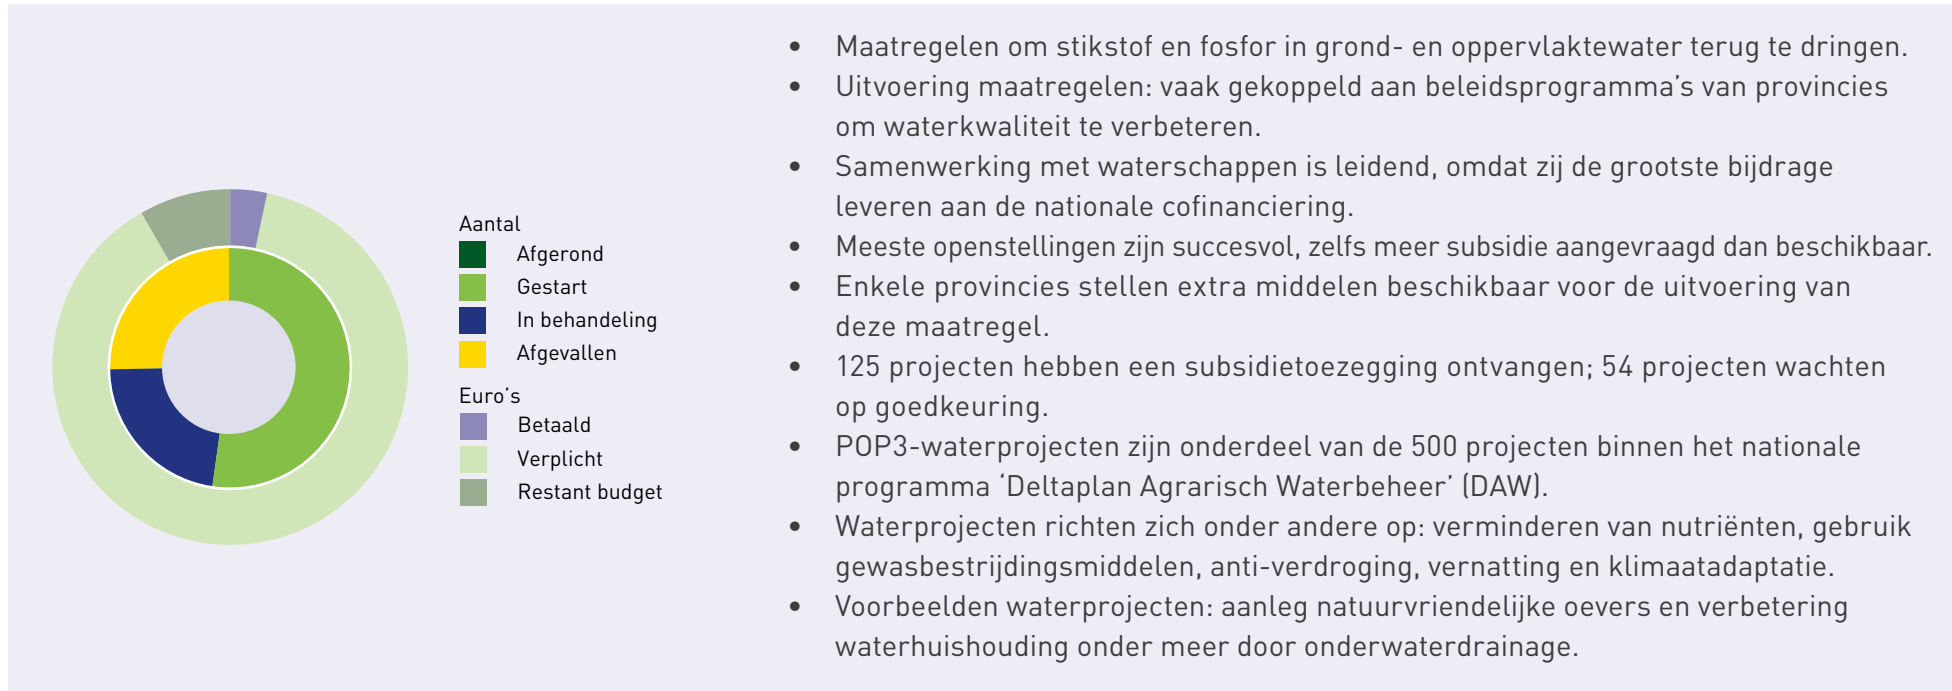 Aantal
Afgerond
Gestart
In behandeling
Afgevallen
Euro's
Betaald
Verplicht
Restant budget
• Maatregelen om stikstof en fosfor in grond- en oppervlaktewater terug te dringen.
• Uitvoering maatregelen: vaak gekoppeld aan beleidsprogramma's van provincies
om waterkwaliteit te verbeteren.
• Samenwerking met waterschappen is leidend, omdat zij de grootste bijdrage
leveren aan de nationale cofinanciering.
• Meeste openstellingen zijn succesvol, zelfs meer subsidie aangevraagd dan beschikbaar.
• Enkele provincies stellen extra middelen beschikbaar voor de uitvoering van
deze maatregel.
• 125 projecten hebben een subsidietoezegging ontvangen; 54 projecten wachten
op goedkeuring.
• POP3-waterprojecten zijn onderdeel van de 500 projecten binnen het nationale
programma ‘Deltaplan Agrarisch Waterbeheer’ (DAW).
• Waterprojecten richten zich onder andere op: verminderen van nutriënten, gebruik
gewasbestrijdingsmiddelen, anti-verdroging, vernatting en klimaatadaptatie.
• Voorbeelden waterprojecten: aanleg natuurvriendelijke oevers en verbetering
waterhuishouding onder meer door onderwaterdrainage.